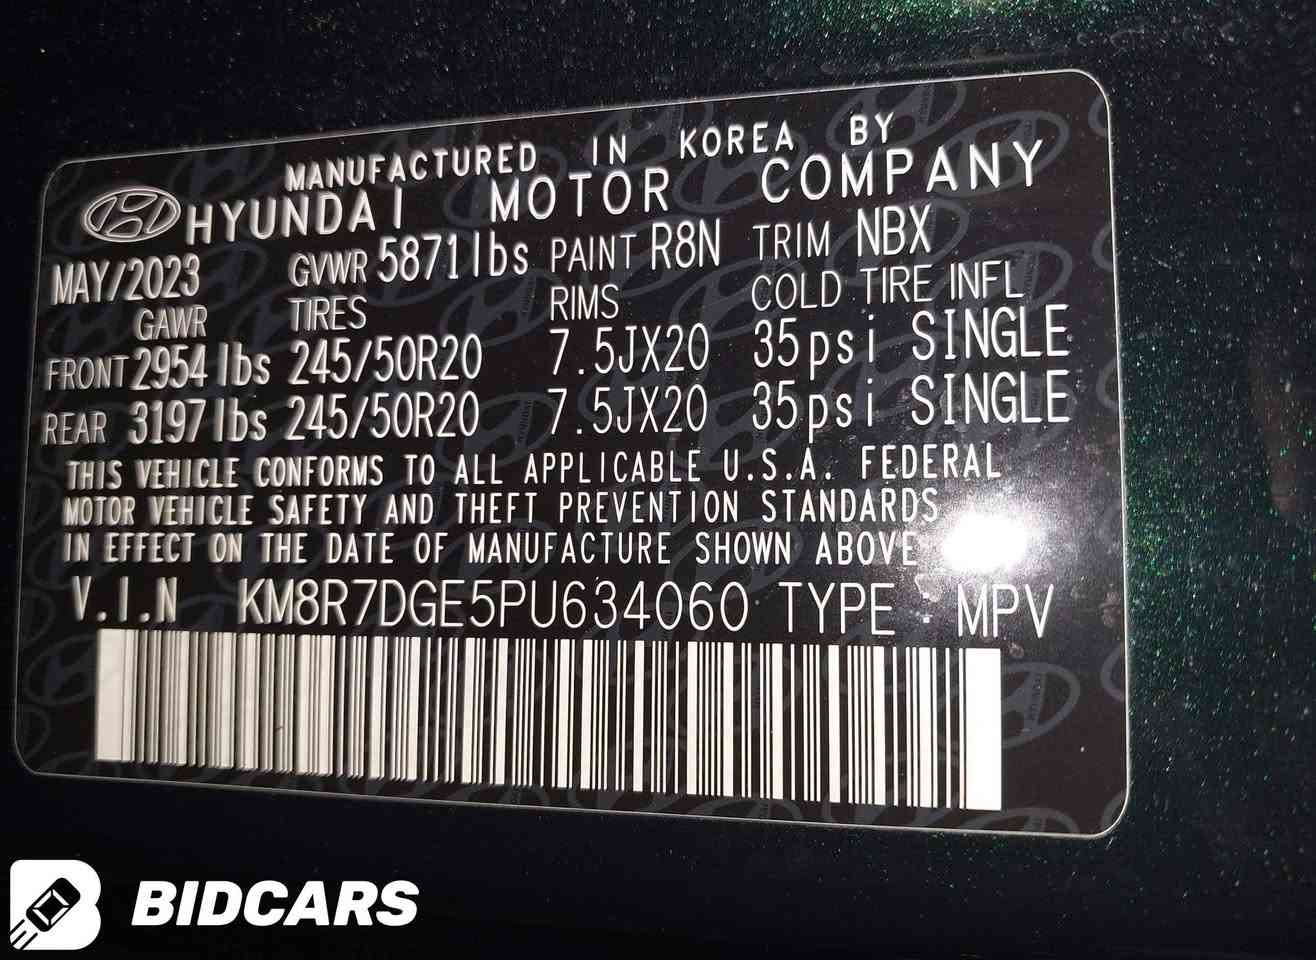 MANUFACTURED IN KOREA BY
HYUNDAI MOTOR COMPANY
MAY/2023 GVWR 5871lbs PAINT R8N TRIM NBX
GAWR TIRES RIMS COLD TIRE INFL
FRONT 2954lbs 245/50R20 7.5JX20 35psi SINGLE
REAR 3197lbs 245/50R20 7.5JX20 35psi SINGLE
THIS VEHICLE CONFORMS TO ALL APPLICABLE U.S.A. FEDERAL
MOTOR VEHICLE SAFETY AND THEFT PREVENTION STANDARDS
IN EFFECT ON THE DATE OF MANUFACTURE SHOWN ABOVE
V.I.N KM8R7DGE5PU634060 TYPE : MPV
BIDCARS